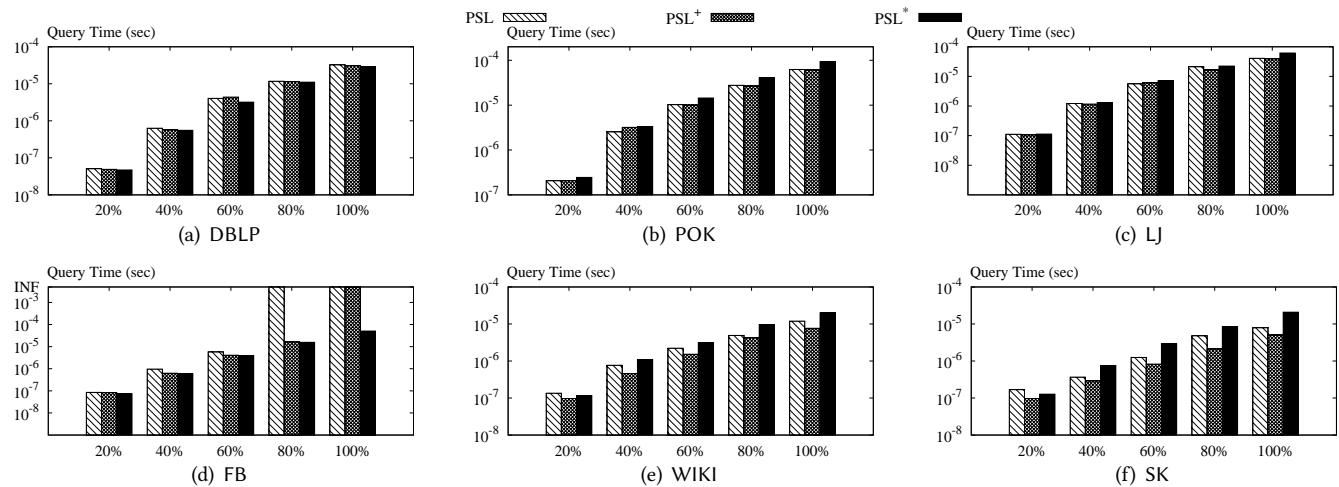 PSL PSL+ PSL*
Query Time (sec)
10-4
10-5
10-6
10-7
10-8
20% 40% 60% 80% 100%
(a) DBLP
Query Time (sec)
10-4
10-5
10-6
10-7
20% 40% 60% 80% 100%
(b) POK
Query Time (sec)
10-4
10-5
10-6
10-7
10-8
20% 40% 60% 80% 100%
(c) LJ
Query Time (sec)
INF
10-3
10-4
10-5
10-6
10-7
10-8
20% 40% 60% 80% 100%
(d) FB
Query Time (sec)
10-4
10-5
10-6
10-7
10-8
20% 40% 60% 80% 100%
(e) WIKI
Query Time (sec)
10-4
10-5
10-6
10-7
10-8
20% 40% 60% 80% 100%
(f) SK